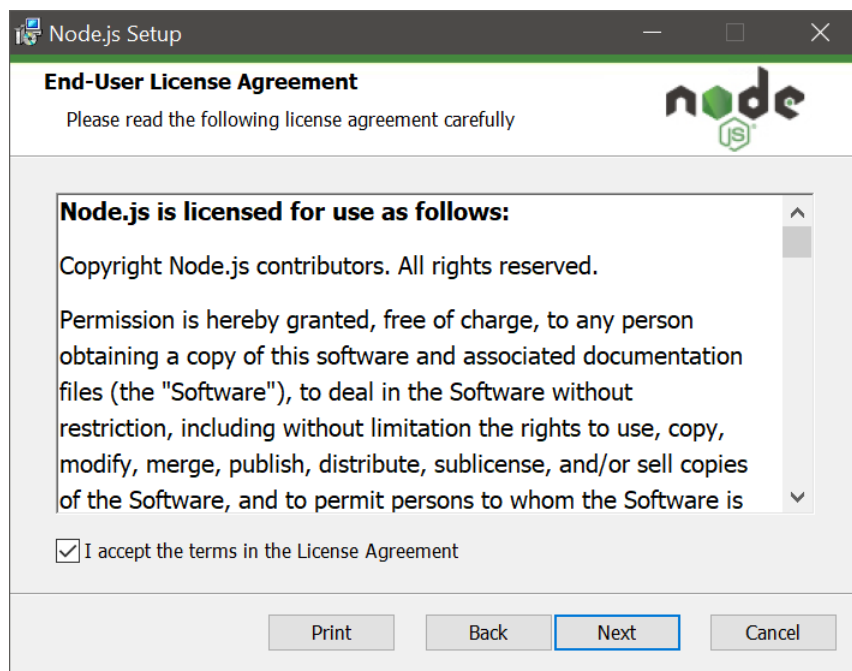 Node.js Setup
End-User License Agreement
Please read the following license agreement carefully
node
JS
Node.js is licensed for use as follows:
Copyright Node.js contributors. All rights reserved.
Permission is hereby granted, free of charge, to any person
obtaining a copy of this software and associated documentation
files (the "Software"), to deal in the Software without
restriction, including without limitation the rights to use, copy,
modify, merge, publish, distribute, sublicense, and/or sell copies
of the Software, and to permit persons to whom the Software is
I accept the terms in the License Agreement
Print Back Next Cancel